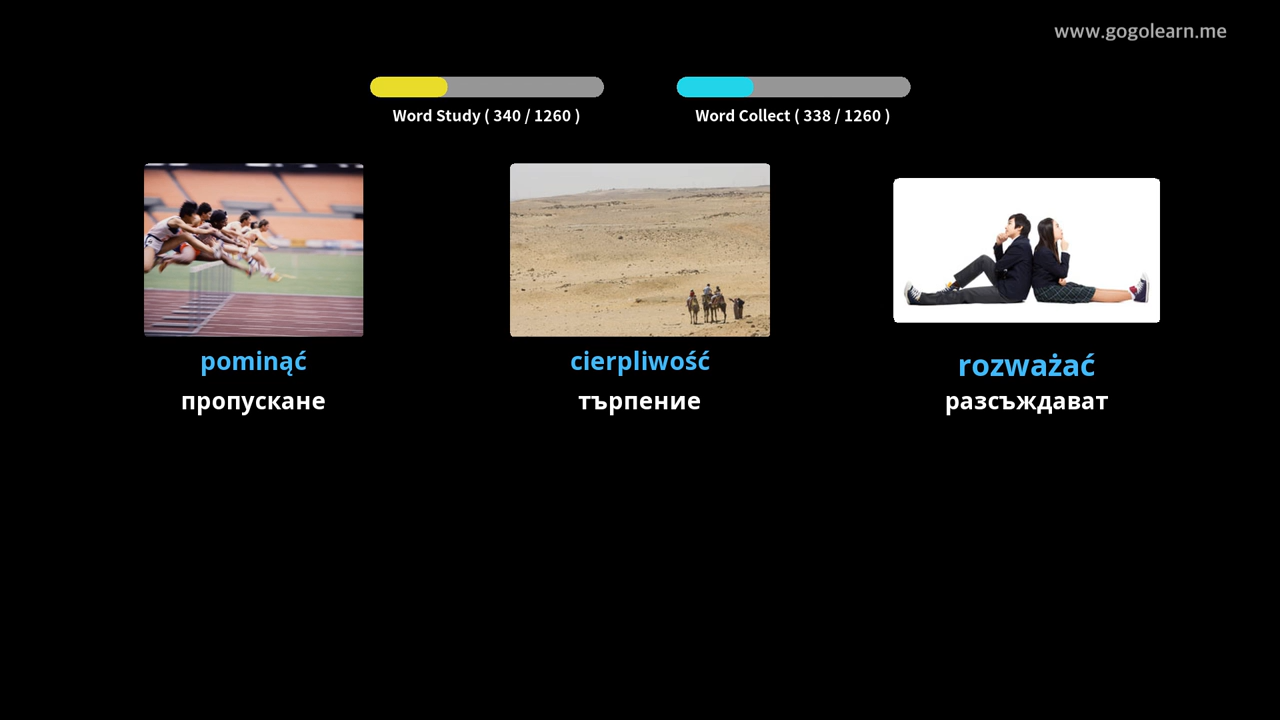 www.gogolearn.me
Word Study ( 340 / 1260 )
Word Collect ( 338 / 1260 )
pominąć
cierpliwość
rozważać
пропускане
търпение
разсъждават